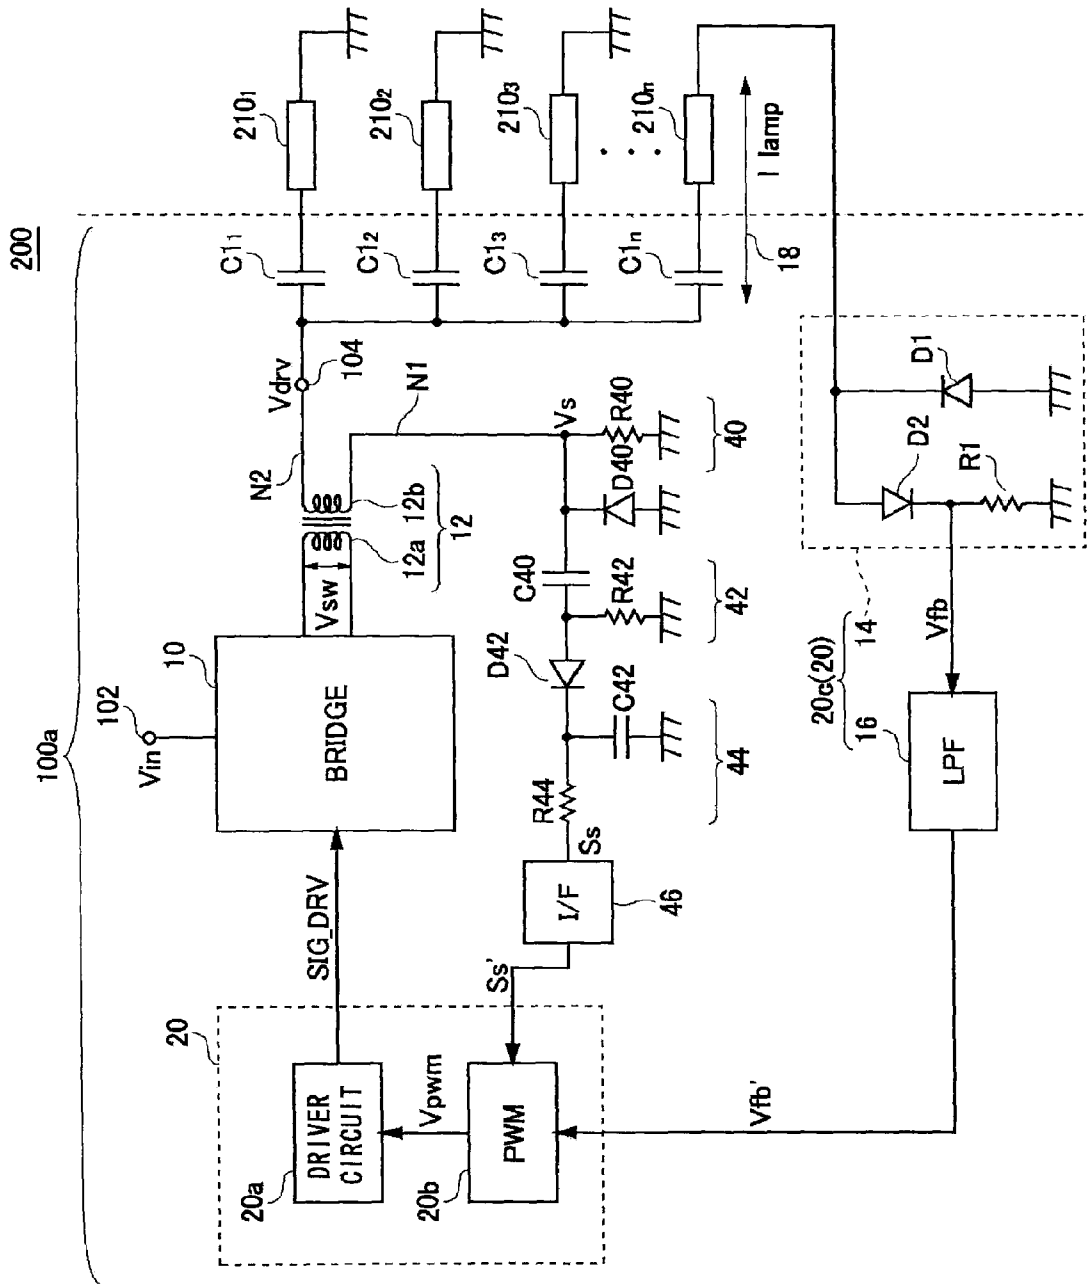 200
100a
102
Vin
10
BRIDGE
Vsw
12a
12b
12
N2
Vdrv
104
N1
C1₁
C1₂
C1₃
C1ₙ
210₁
210₂
210₃
210ₙ
I lamp
18
SIG_DRV
20
20a
DRIVER
CIRCUIT
Vpwm
20b
PWM
Ss'
I/F
46
Ss
R44
D42
C42
44
C40
R42
42
Vs
D40
R40
40
Vfb'
LPF
16
20c(20)
14
Vfb
D2
D1
R1